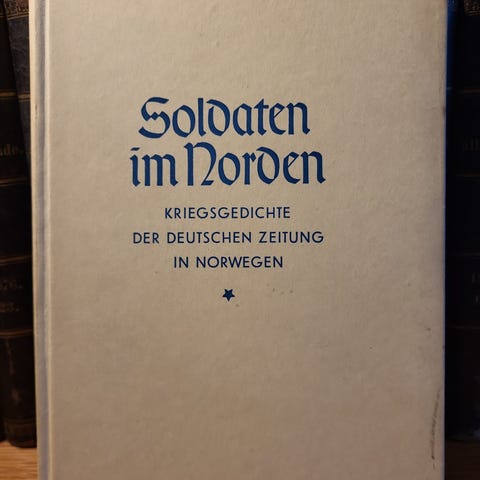 Soldaten
im Norden
KRIEGSGEDICHTE
DER DEUTSCHEN ZEITUNG
IN NORWEGEN